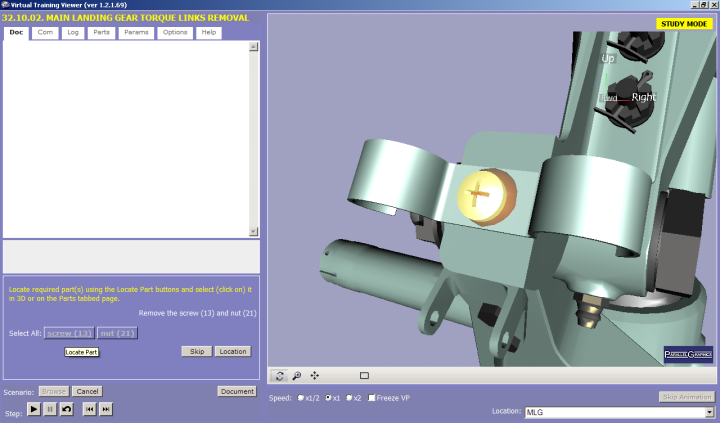 Virtual Training Viewer (ver 1.2.1.69)
32.10.02. MAIN LANDING GEAR TORQUE LINKS REMOVAL
STUDY MODE
Doc Com Log Parts Params Options Help
Up
Fwd Right
Locate required part(s) using the Locate Part buttons and select (click on) it
in 3D or on the Parts tabbed page.
Remove the screw (13) and nut (21)
Select All: screw (13) nut (21)
Locate Part Skip Location
PARALLELGRAPHICS
Scenario: Browse Cancel Document
Step:
Speed: x1/2 x1 x2 Freeze VP Skip Animation
Location: MLG